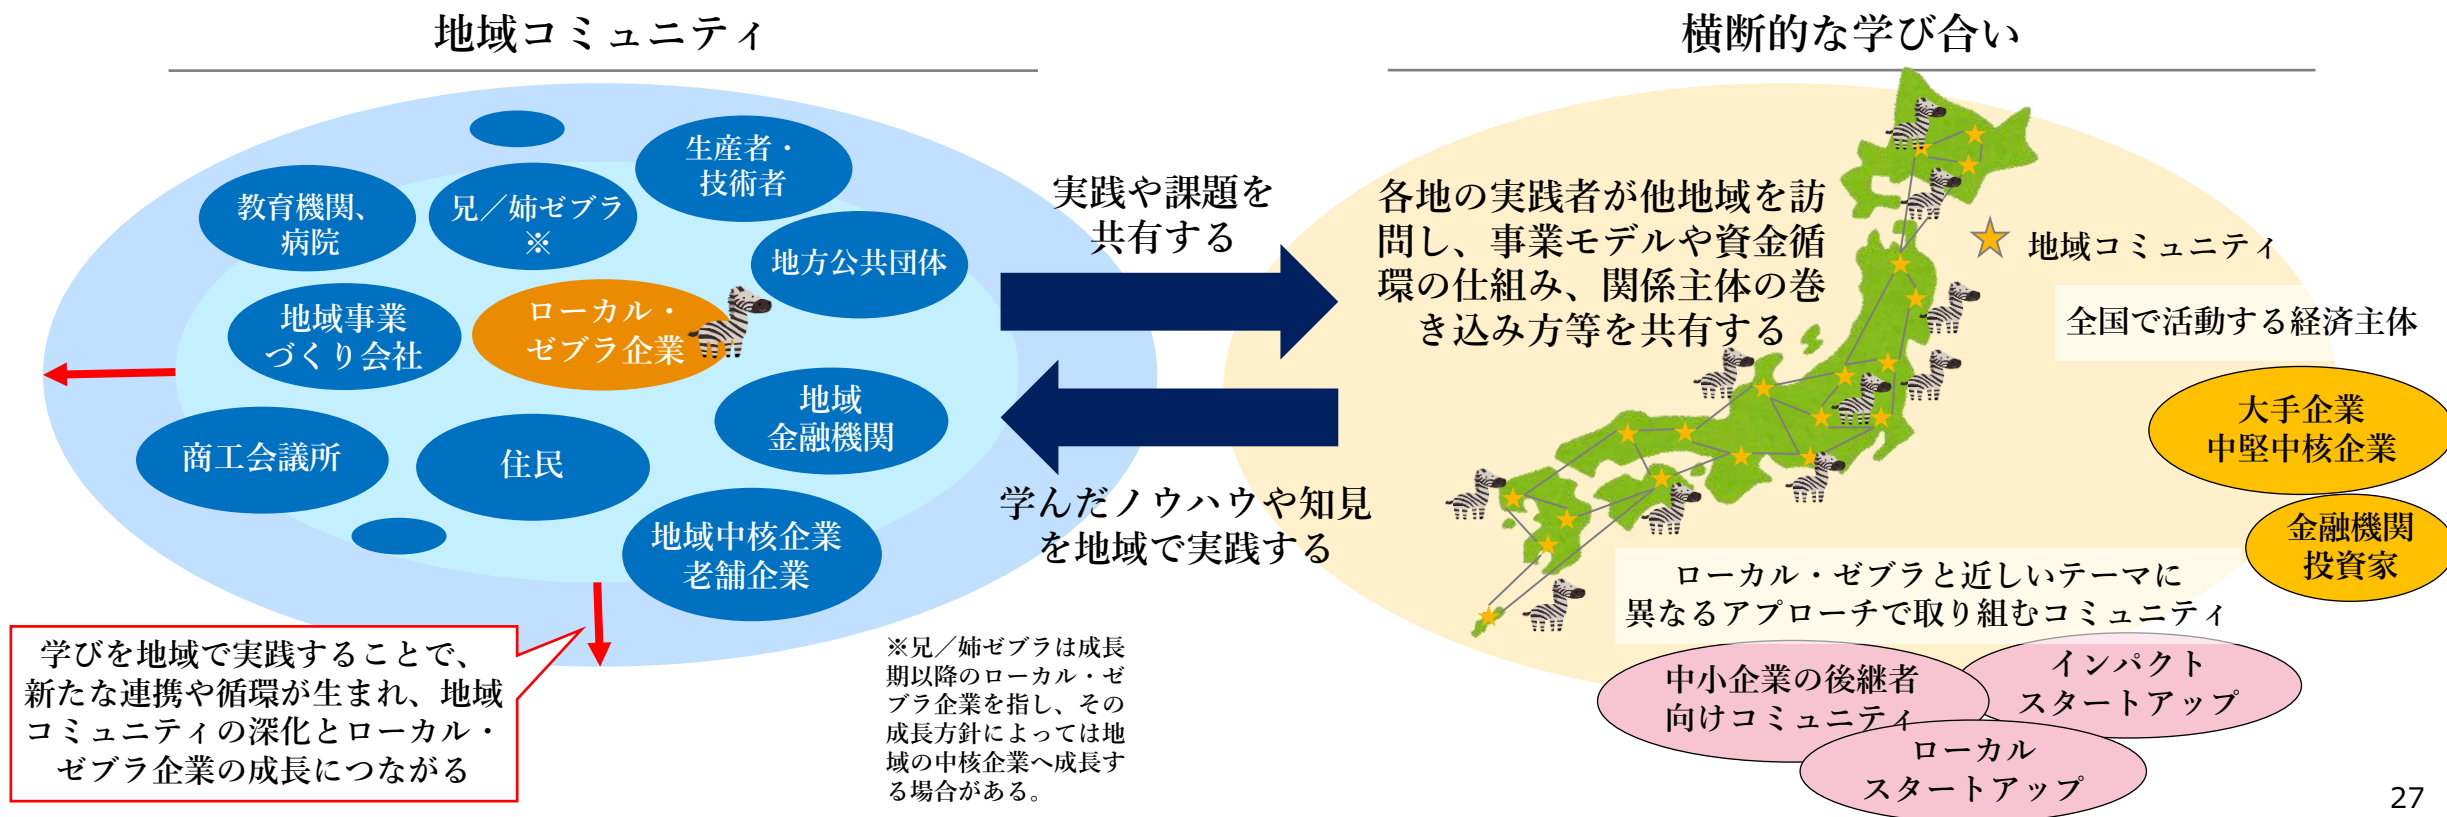 地域コミュニティ
教育機関、
病院
兄／姉ゼブラ
※
生産者・
技術者
地方公共団体
地域事業
づくり会社
ローカル・
ゼブラ企業
地域
金融機関
商工会議所
住民
地域中核企業
老舗企業
学びを地域で実践することで、
新たな連携や循環が生まれ、地域
コミュニティの深化とローカル・
ゼブラ企業の成長につながる
※兄／姉ゼブラは成長
期以降のローカル・ゼ
ブラ企業を指し、その
成長方針によっては地
域の中核企業へ成長す
る場合がある。
実践や課題を
共有する
学んだノウハウや知見
を地域で実践する
横断的な学び合い
各地の実践者が他地域を訪
問し、事業モデルや資金循
環の仕組み、関係主体の巻
き込み方等を共有する
地域コミュニティ
全国で活動する経済主体
大手企業
中堅中核企業
金融機関
投資家
ローカル・ゼブラと近しいテーマに
異なるアプローチで取り組むコミュニティ
中小企業の後継者
向けコミュニティ
インパクト
スタートアップ
ローカル
スタートアップ
27